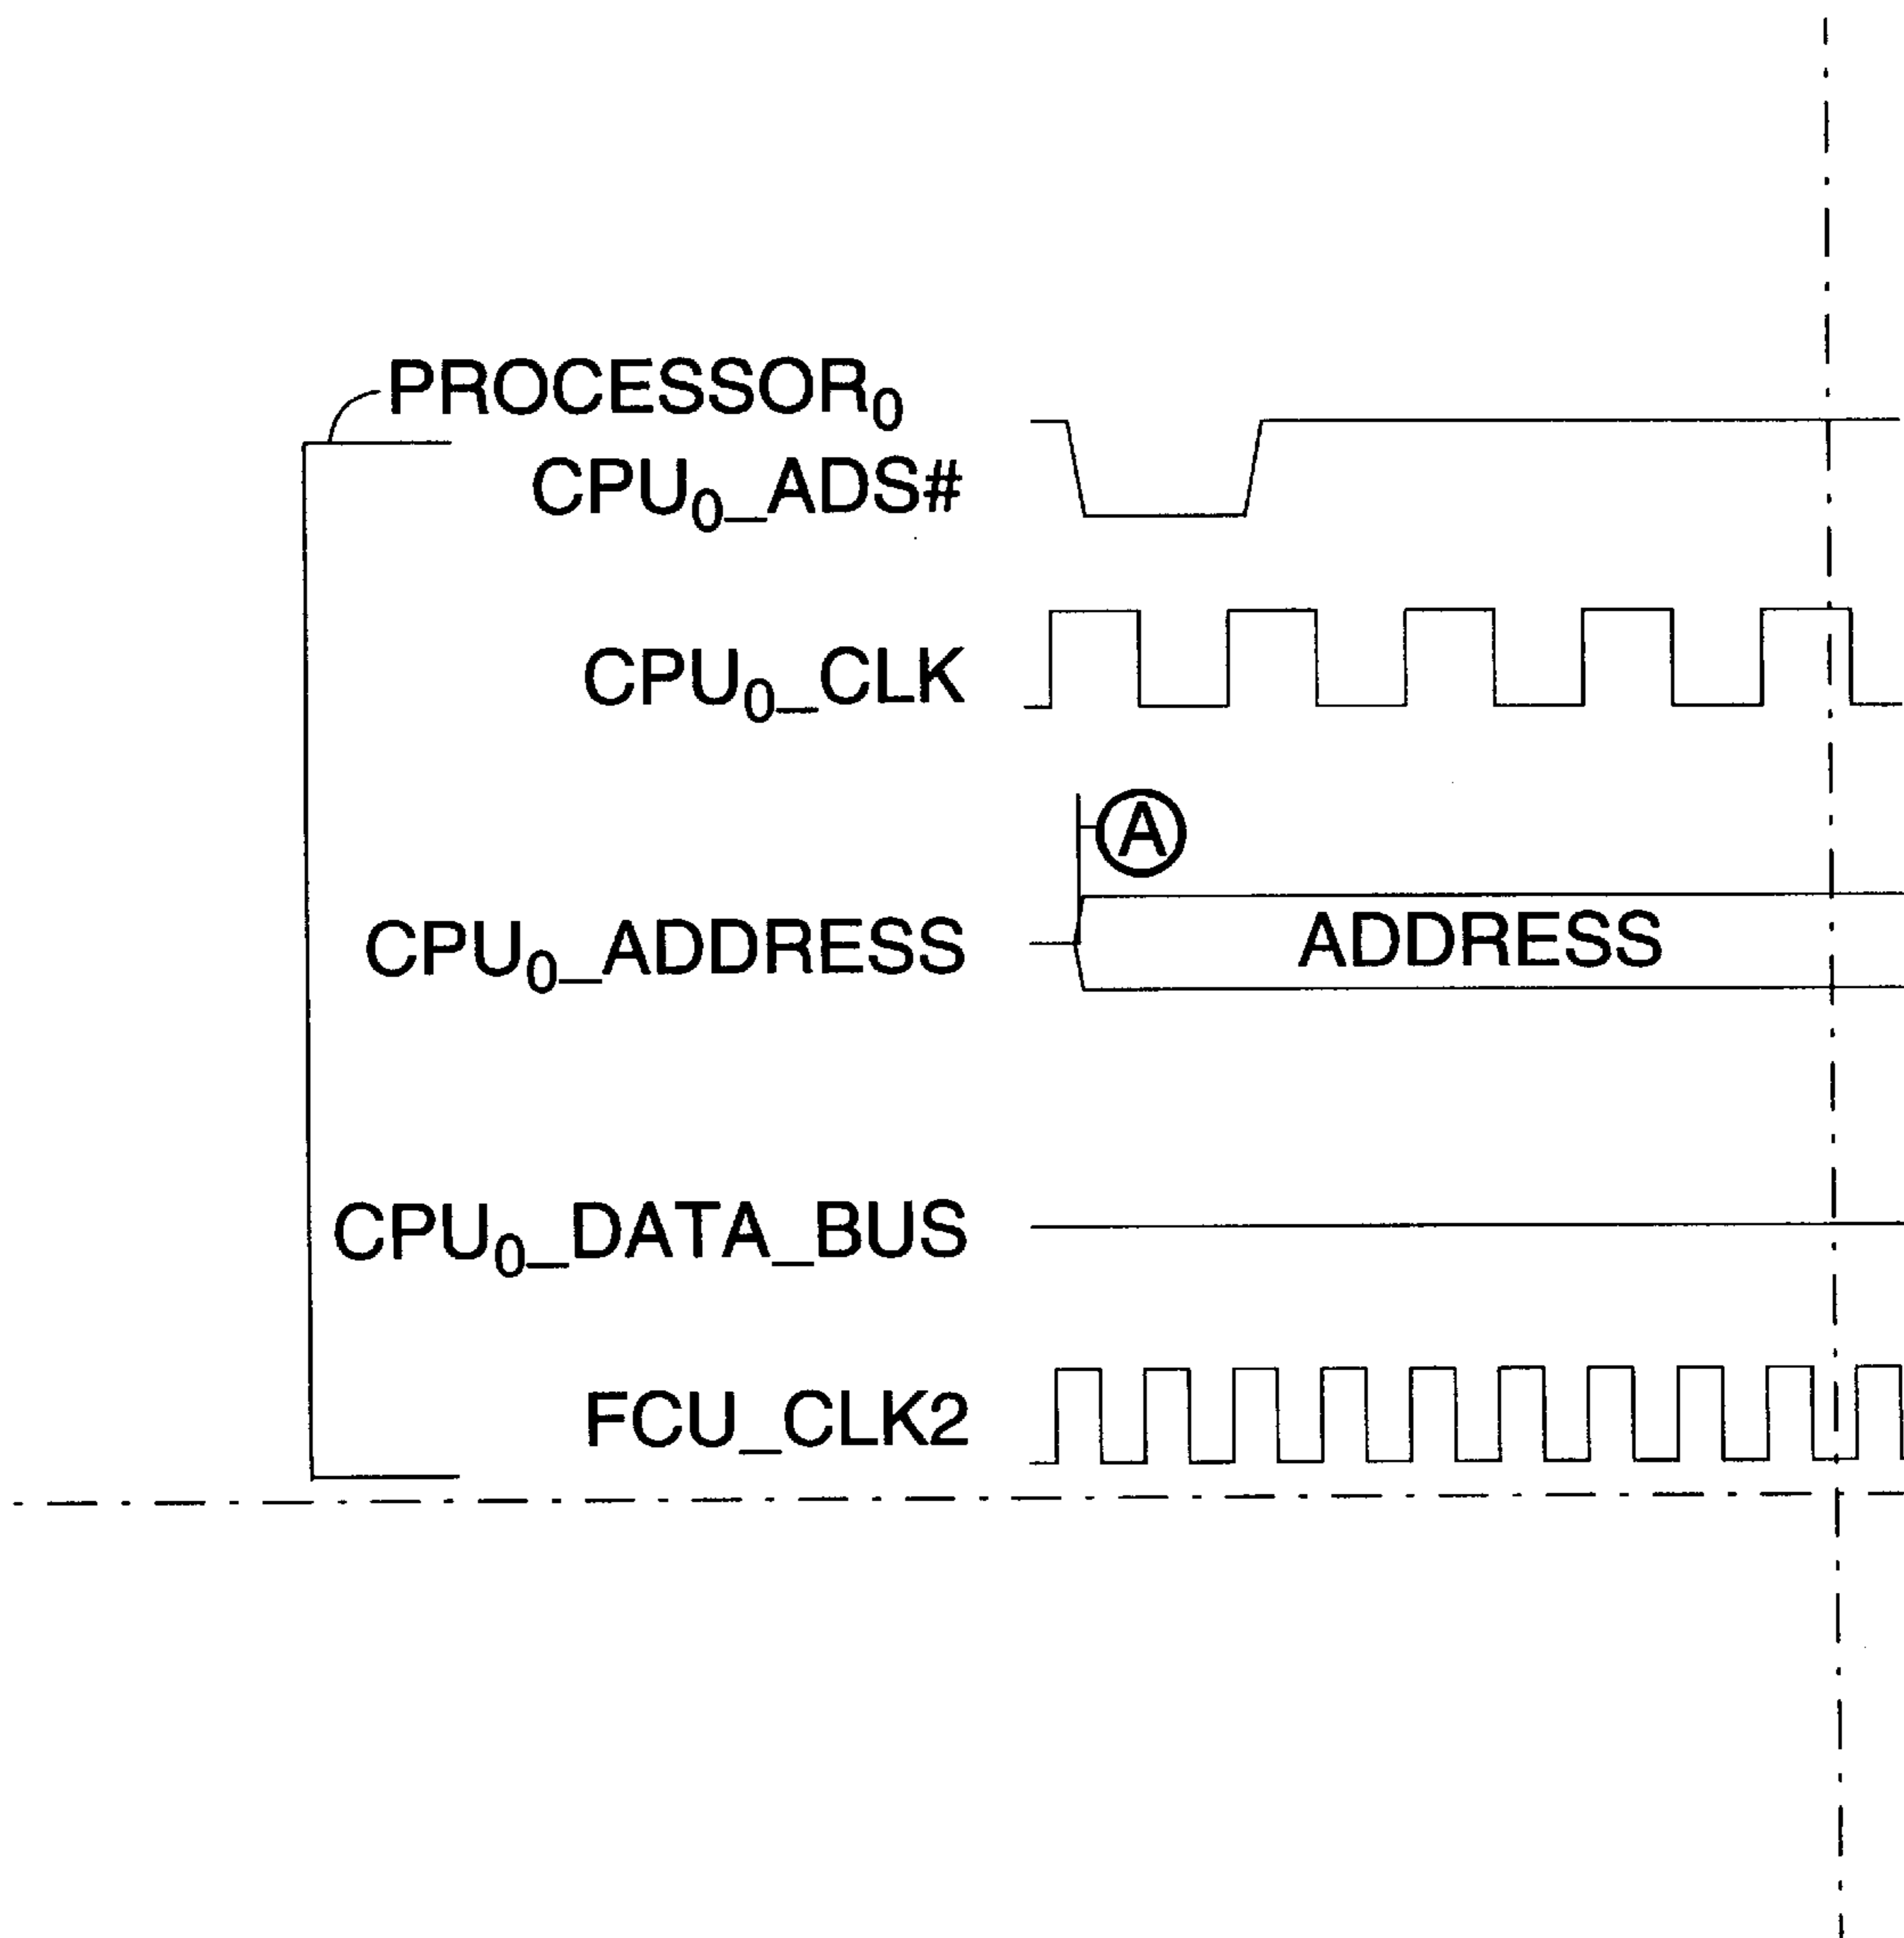 PROCESSOR₀
CPU₀_ADS#
CPU₀_CLK
A
CPU₀_ADDRESS ADDRESS
CPU₀_DATA_BUS
FCU_CLK2